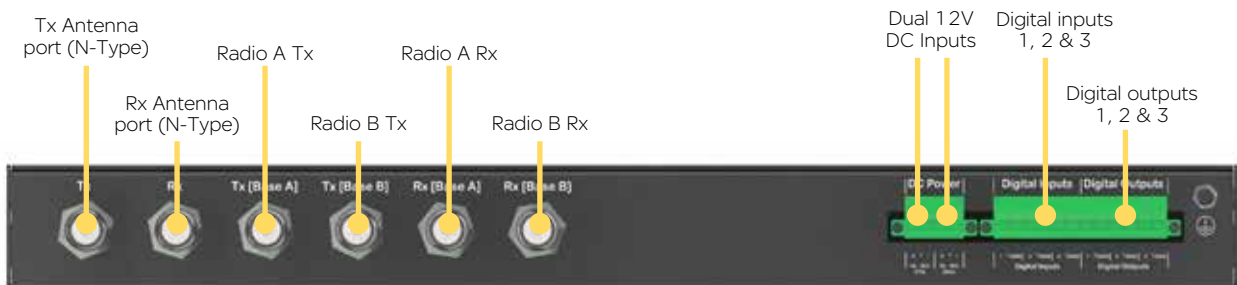 Tx Antenna
port (N-Type)
Rx Antenna
port (N-Type)
Radio A Tx
Radio B Tx
Radio A Rx
Radio B Rx
Dual 12V
DC Inputs
Digital inputs
1, 2 & 3
Digital outputs
1, 2 & 3
Tx
Rx
Tx [Base A]
Tx [Base B]
Rx [Base A]
Rx [Base B]
DC Power
Digital Inputs
Digital Outputs
Digital Inputs
Digital Outputs